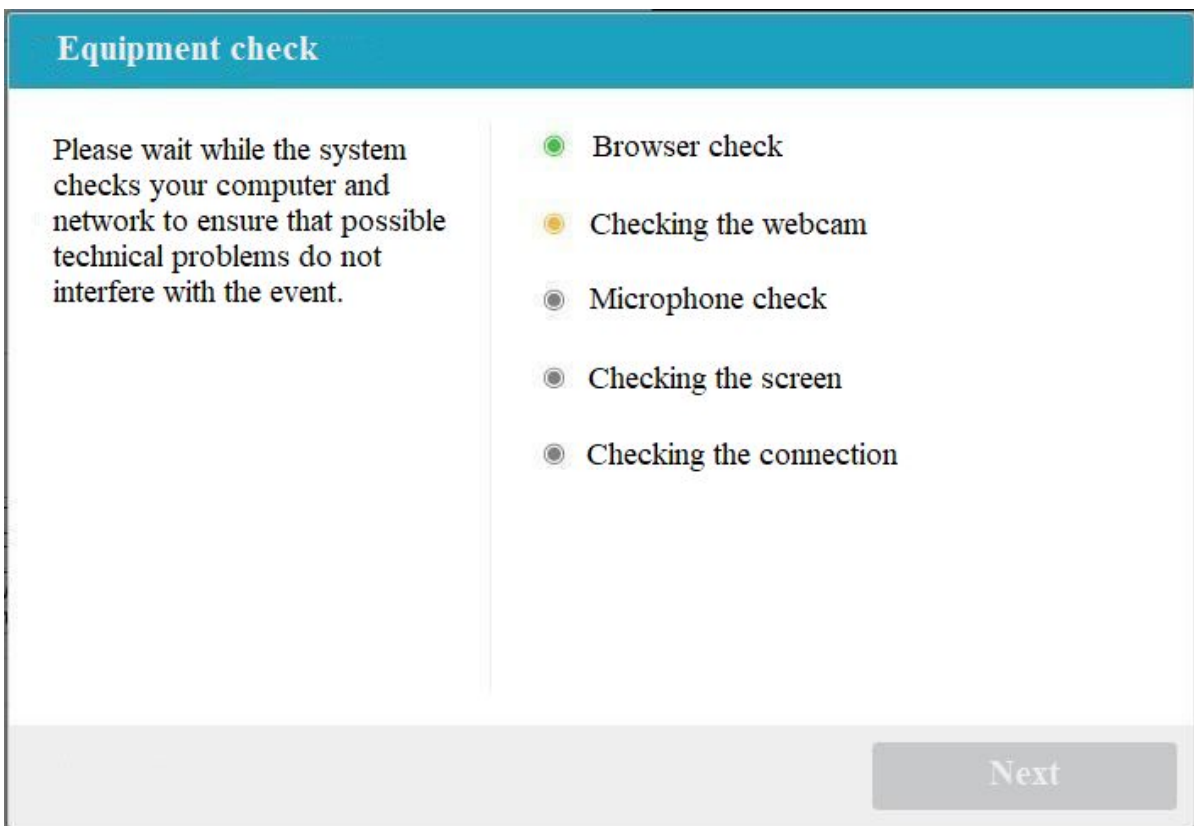 Equipment check
Please wait while the system
checks your computer and
network to ensure that possible
technical problems do not
interfere with the event.
Browser check
Checking the webcam
Microphone check
Checking the screen
Checking the connection
Next